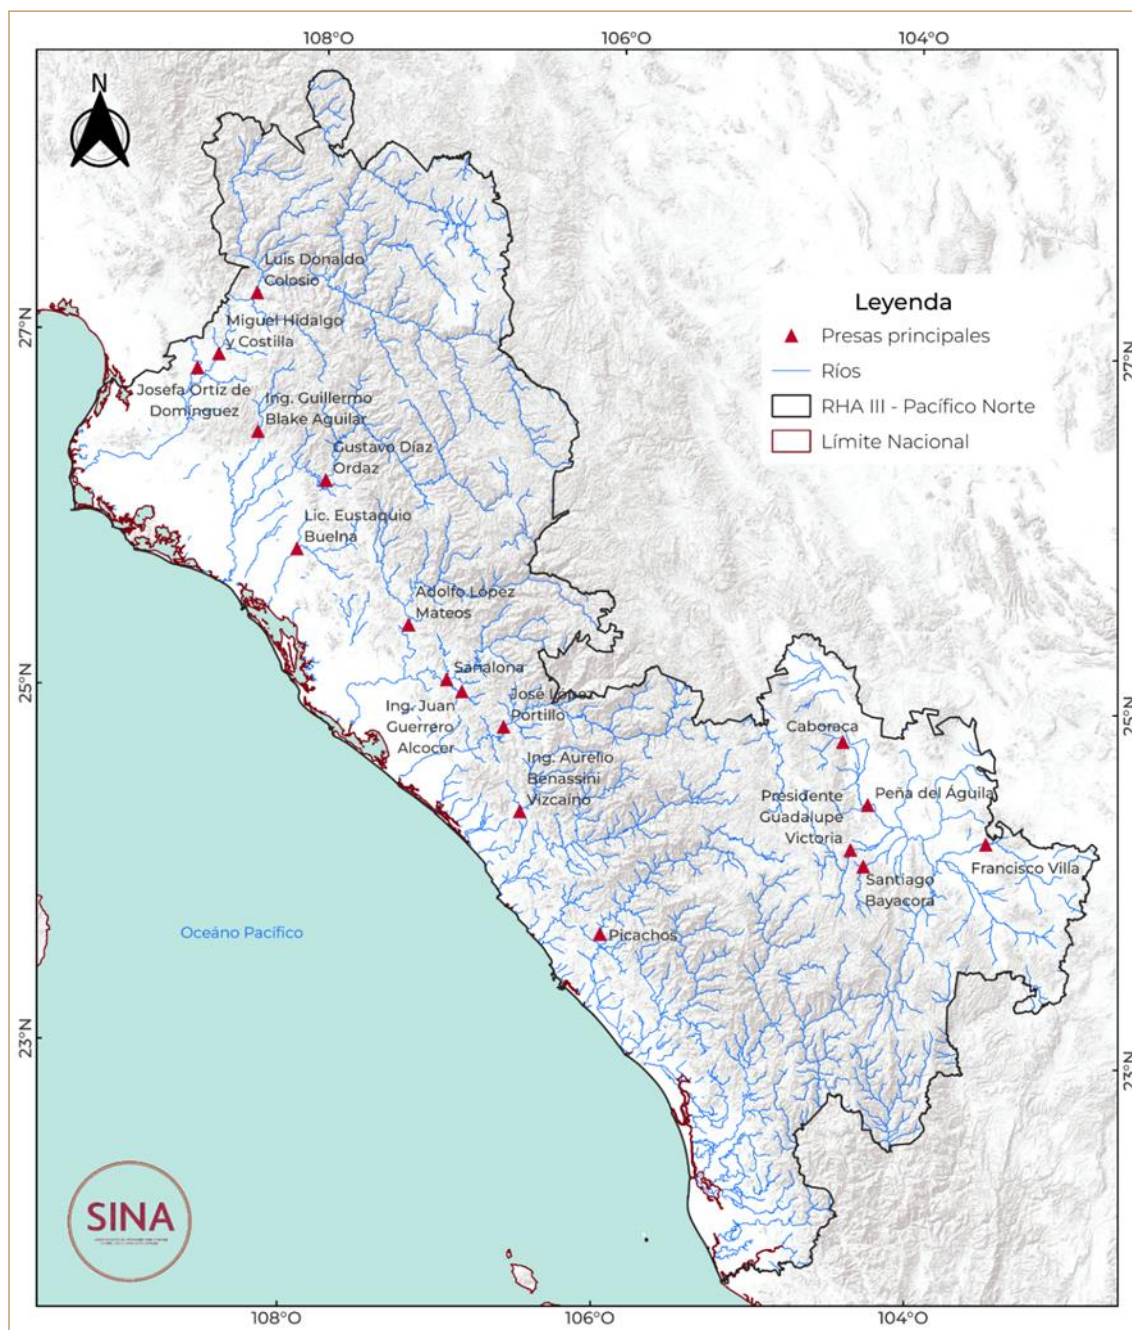 108°O
106°O
104°O
N
27°N
25°N
23°N
27°N
25°N
23°N
Luis Donaldo
Colosio
Miguel Hidalgo
y Costilla
Josefa Ortiz de
Domínguez
Ing. Guillermo
Blake Aguilar
Gustavo Díaz
Ordaz
Lic. Eustaquio
Buelna
Adolfo López
Mateos
Sanalona
Ing. Juan
Guerrero
Alcocer
José López
Portillo
Ing. Aurelio
Benassini
Vizcaíno
Caboraca
Peña del Águila
Presidente
Guadalupe
Victoria
Santiago
Bayacora
Francisco Villa
Picachos
Oceáno Pacífico
Leyenda
Presas principales
Ríos
RHA III - Pacífico Norte
Límite Nacional
SINA
108°O
106°O
104°O